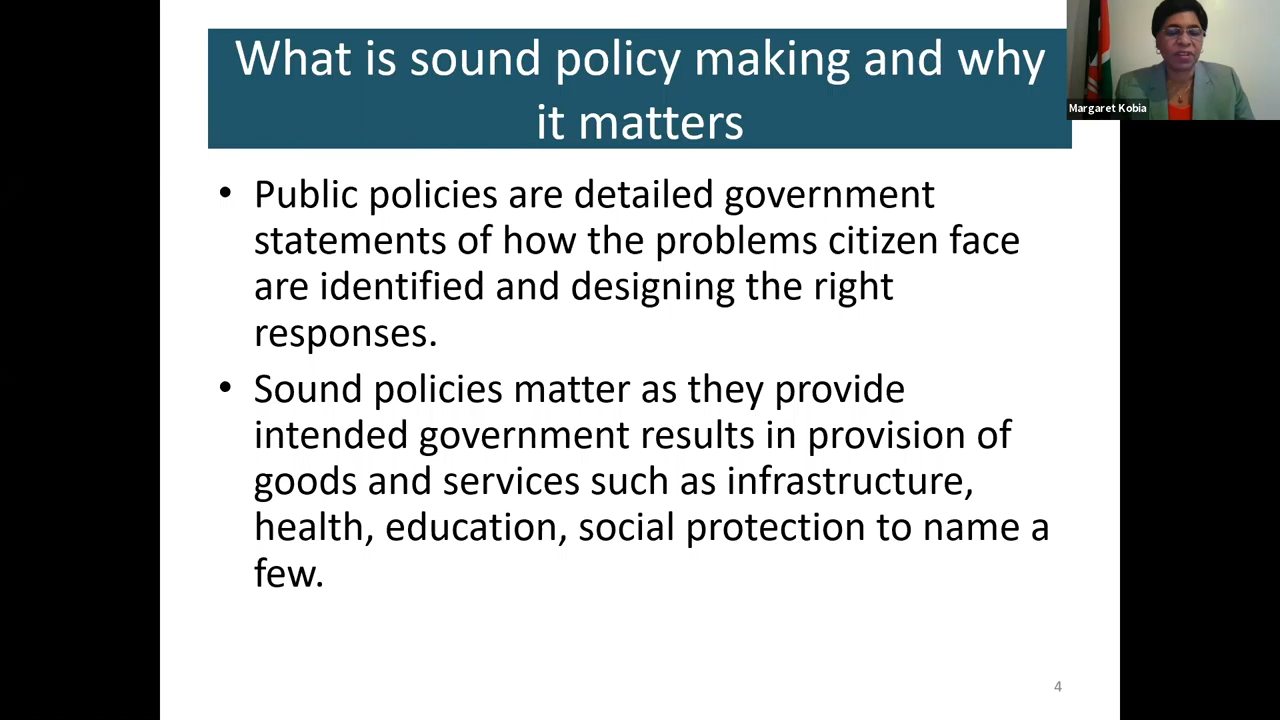 What is sound policy making and why
it matters
Margaret Kobia
• Public policies are detailed government
statements of how the problems citizen face
are identified and designing the right
responses.
• Sound policies matter as they provide
intended government results in provision of
goods and services such as infrastructure,
health, education, social protection to name a
few.
4